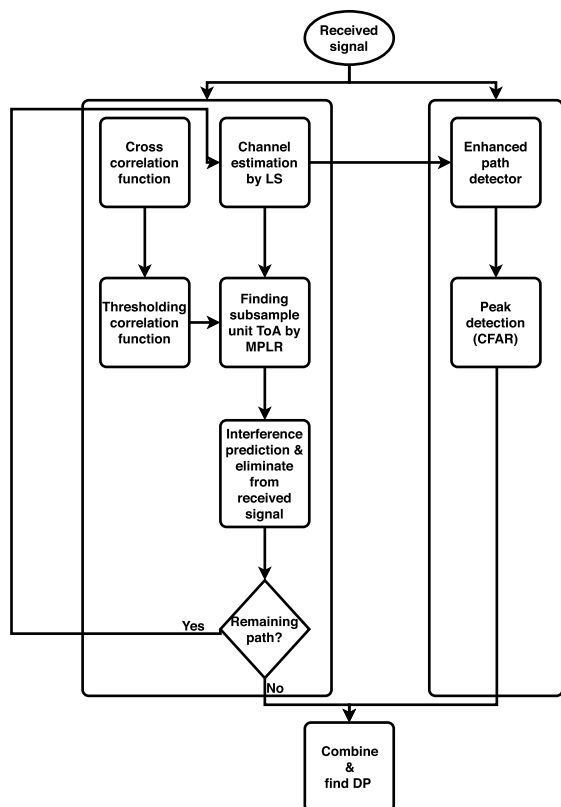 Received
signal
Cross
correlation
function
Channel
estimation
by LS
Enhanced
path
detector
Thresholding
correlation
function
Finding
subsample
unit ToA by
MPLR
Peak
detection
(CFAR)
Interference
prediction &
eliminate
from
received
signal
Remaining
path?
Yes
No
Combine
&
find DP